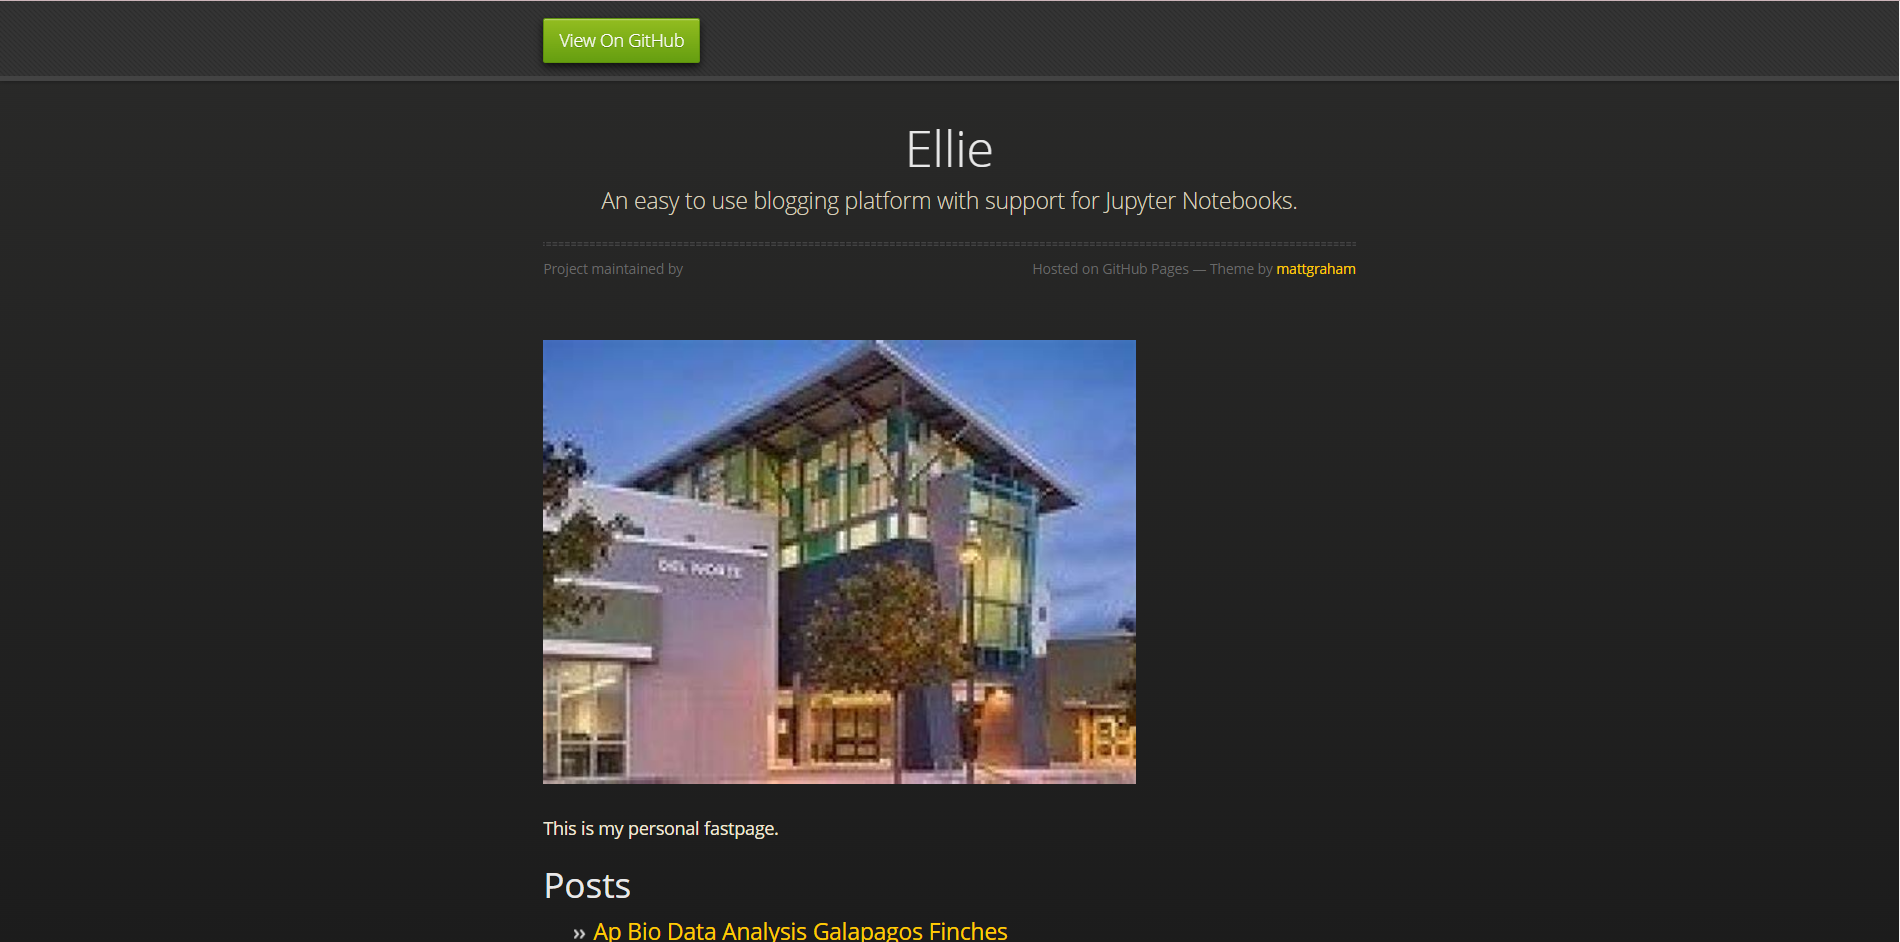 View On GitHub
Ellie
An easy to use blogging platform with support for Jupyter Notebooks.
Project maintained by
Hosted on GitHub Pages — Theme by mattgraham
DEL NORTE
This is my personal fastpage.
Posts
» Ap Bio Data Analysis Galapagos Finches